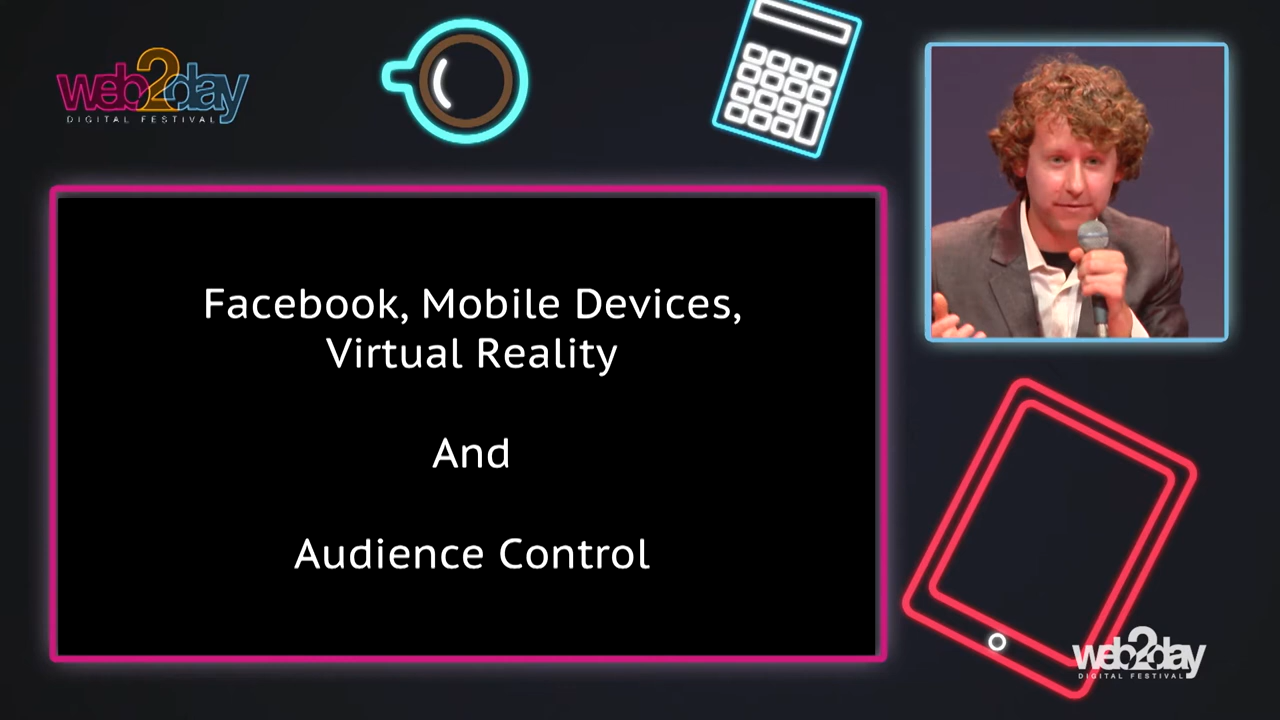 web2day
DIGITAL FESTIVAL
Facebook, Mobile Devices,
Virtual Reality
And
Audience Control
web2day
DIGITAL FESTIVAL